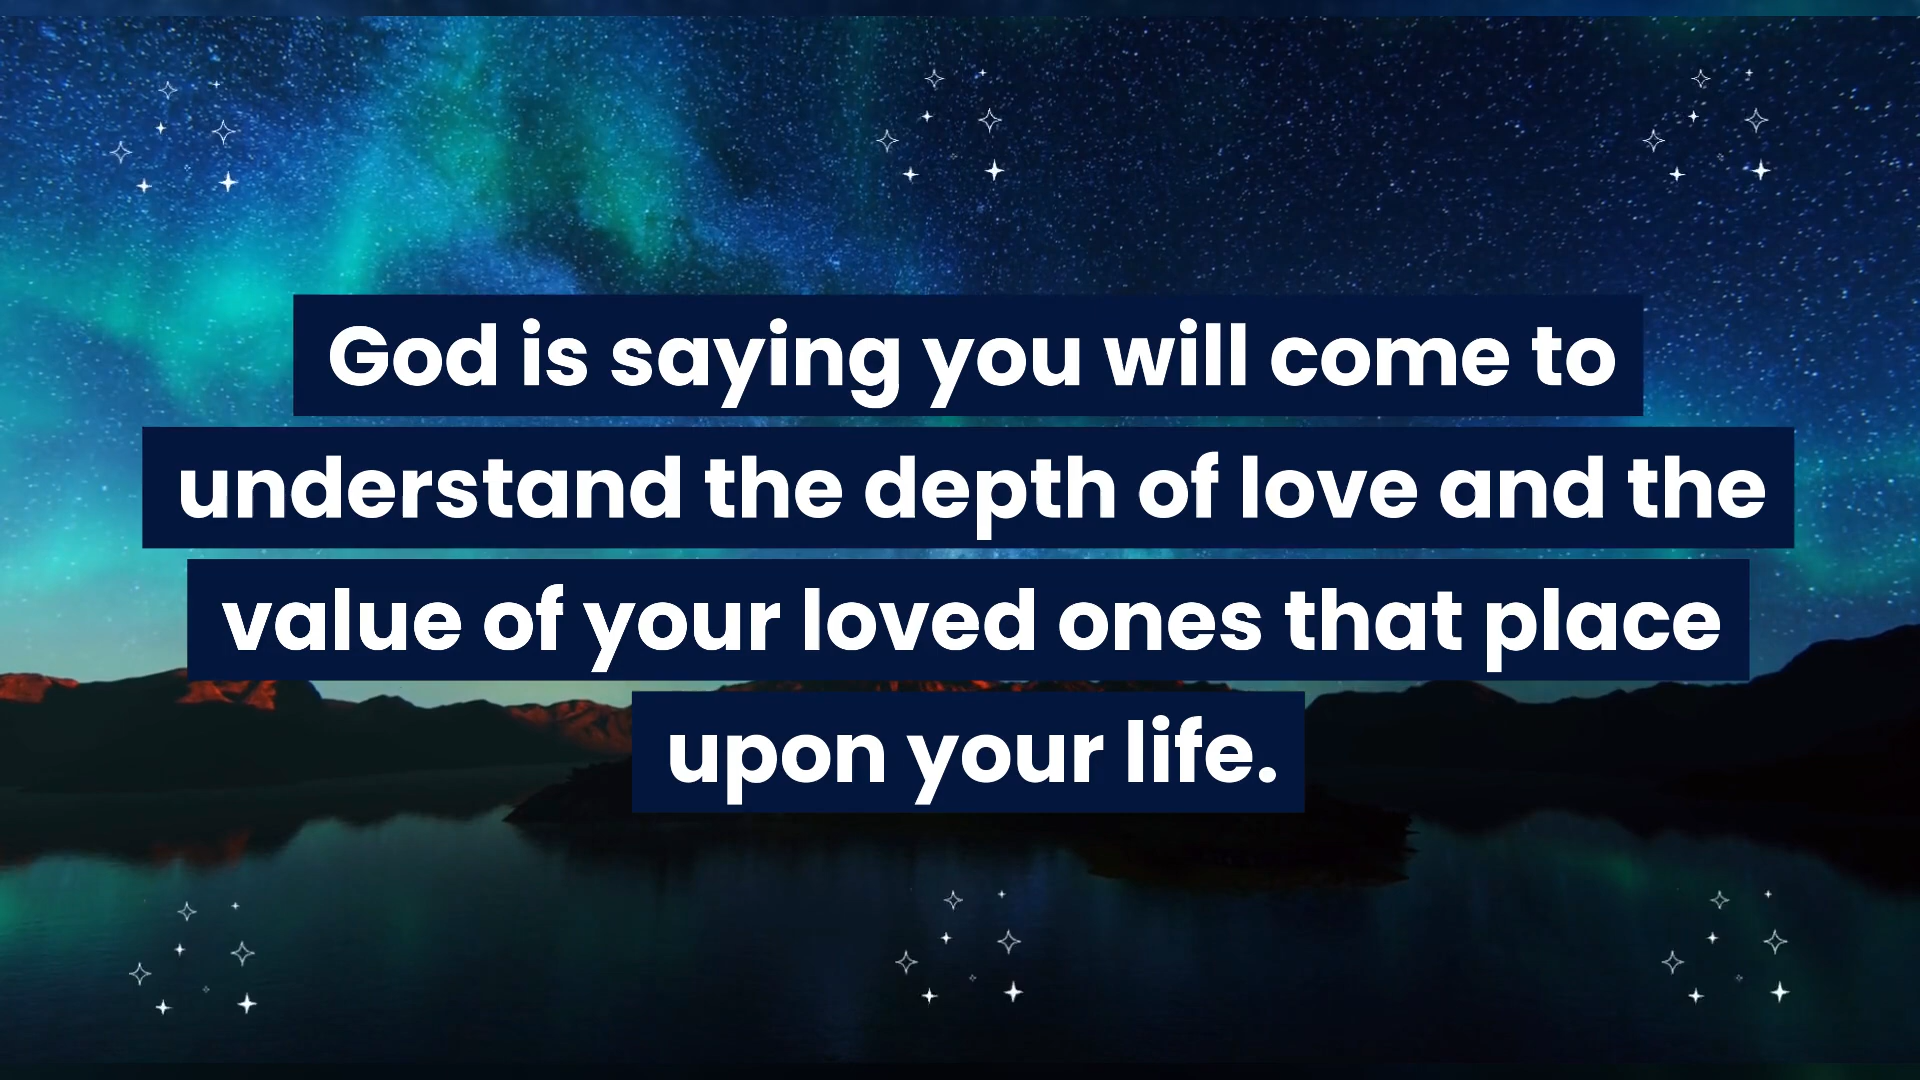 God is saying you will come to
understand the depth of love and the
value of your loved ones that place
upon your life.